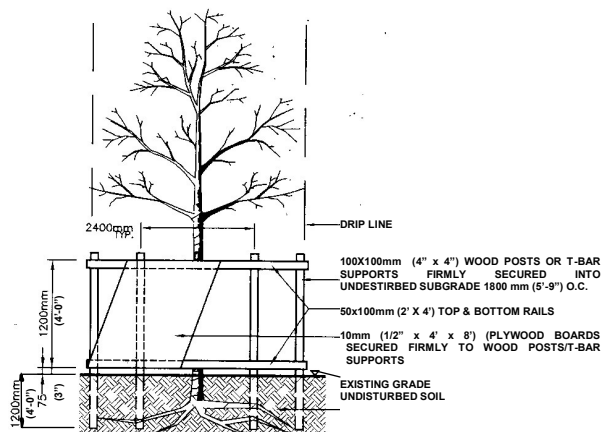 2400mm
TYP.
DRIP LINE
100X100mm (4" x 4") WOOD POSTS OR T-BAR
SUPPORTS FIRMLY SECURED INTO
UNDESTIRBED SUBGRADE 1800 mm (5'-9") O.C.
50x100mm (2' X 4') TOP & BOTTOM RAILS
10mm (1/2" x 4' x 8') (PLYWOOD BOARDS
SECURED FIRMLY TO WOOD POSTS/T-BAR
SUPPORTS
EXISTING GRADE
UNDISTURBED SOIL
1200mm
(4'-0")
75
(3")
1200mm
(4'-0")